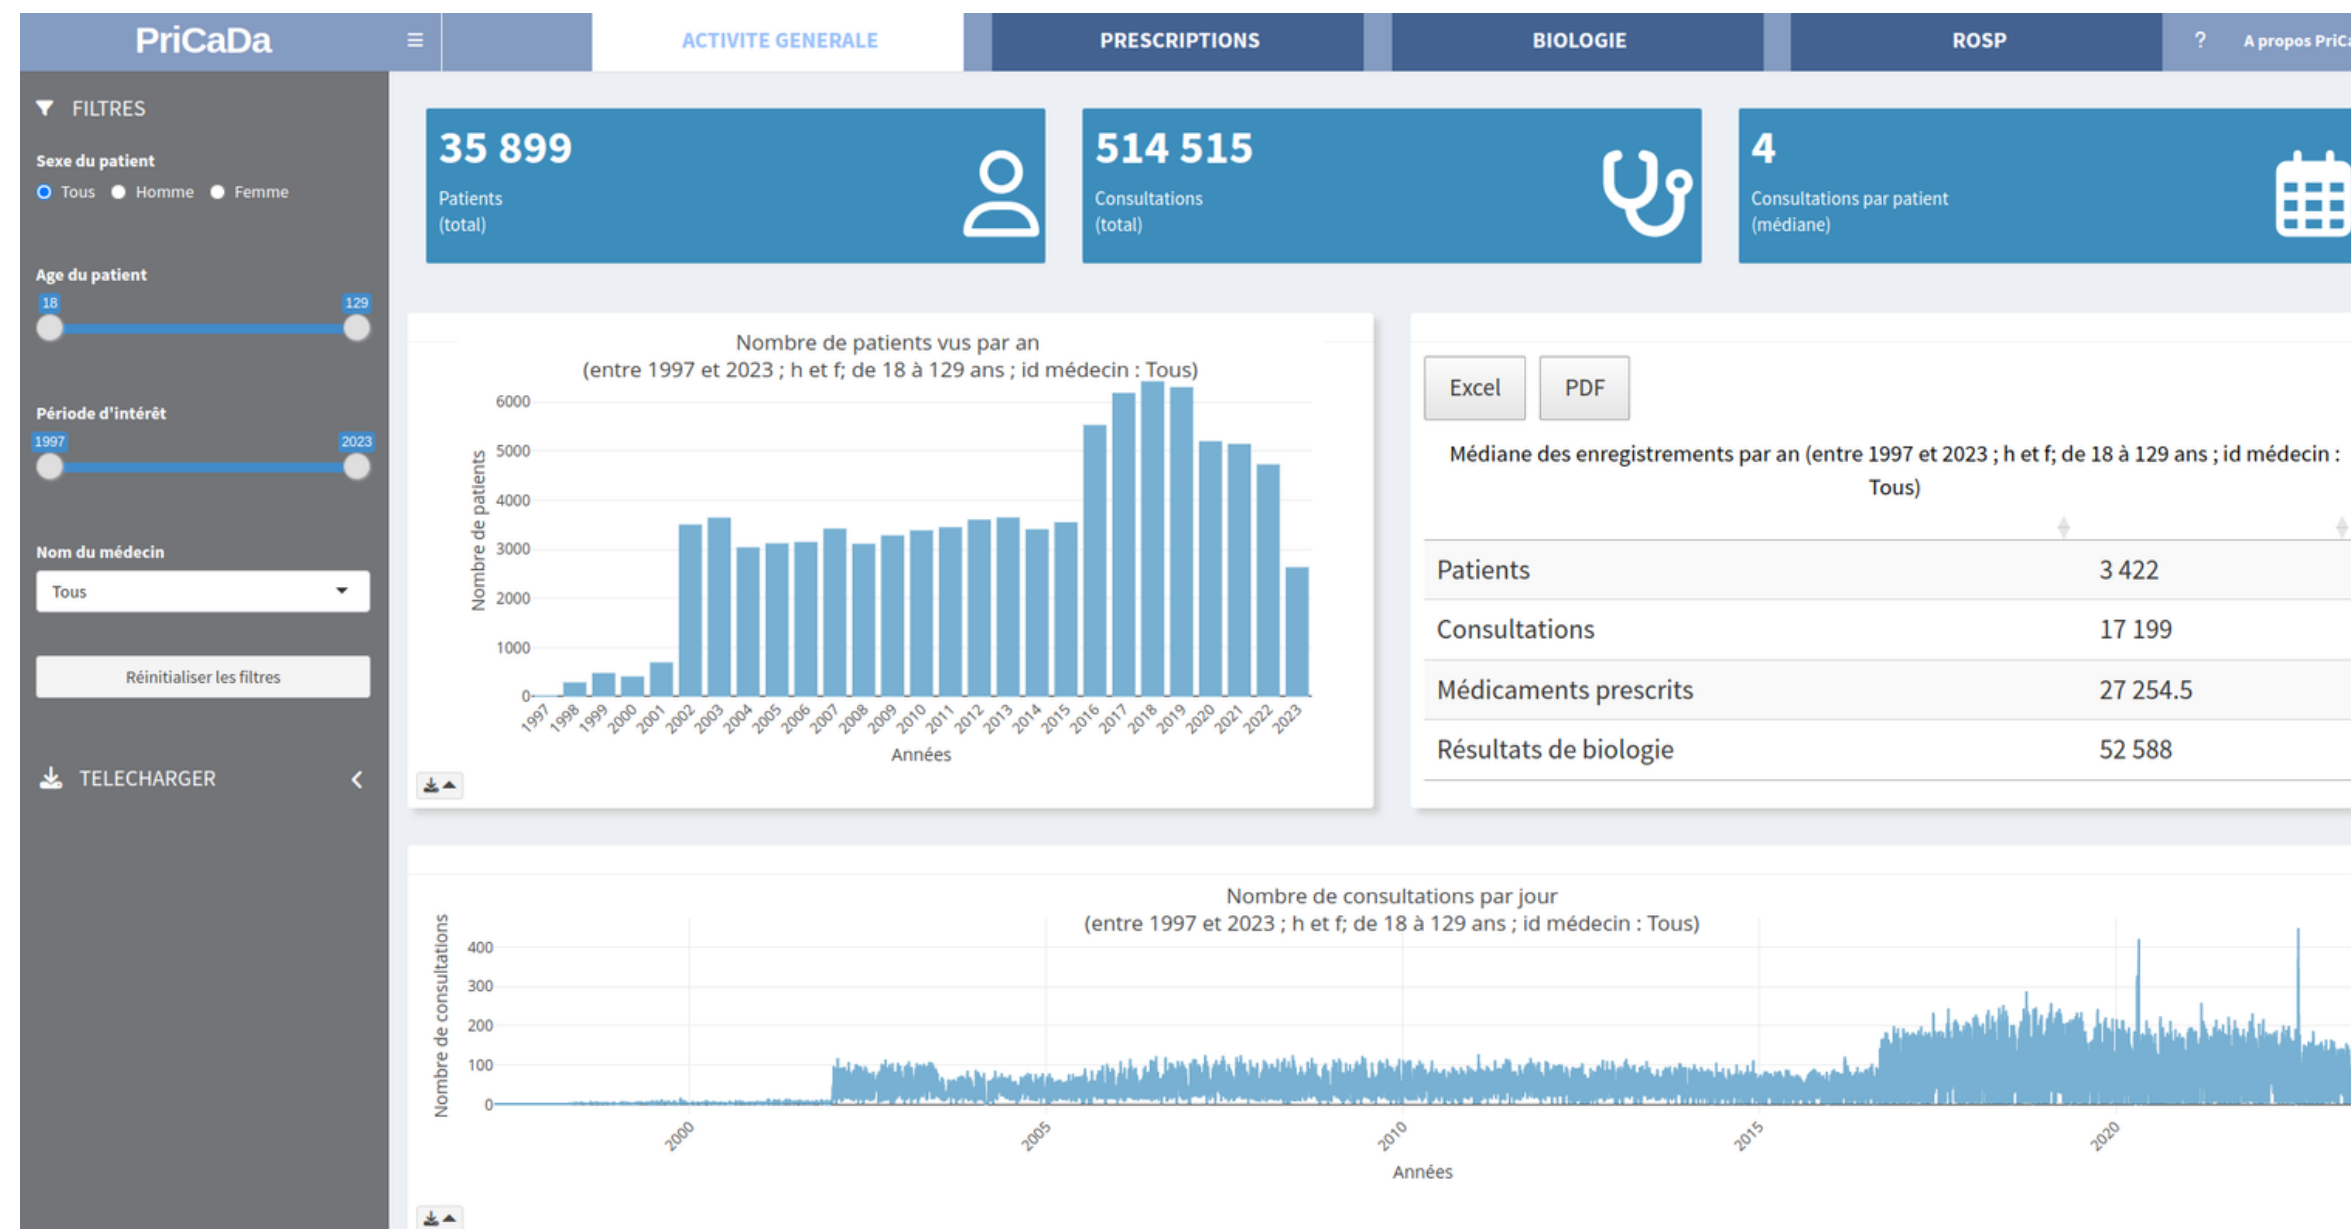 PriCaDa
ACTIVITE GENERALE
PRESCRIPTIONS
BIOLOGIE
ROSP
? A propos
FILTRES
Sexe du patient
Tous Homme Femme
Age du patient
18 129
Période d'intérêt
1997 2023
Nom du médecin
Tous
Réinitialiser les filtres
TELECHARGER
35 899
Patients
(total)
514 515
Consultations
(total)
4
Consultations par patient
(médiane)
Nombre de patients vus par an
(entre 1997 et 2023 ; h et f; de 18 à 129 ans ; id médecin : Tous)
Nombre de patients
6000
5000
4000
3000
2000
1000
0
1997 1998 1999 2000 2001 2002 2003 2004 2005 2006 2007 2008 2009 2010 2011 2012 2013 2014 2015 2016 2017 2018 2019 2020 2021 2022 2023
Années
Excel PDF
Médiane des enregistrements par an (entre 1997 et 2023 ; h et f; de 18 à 129 ans ; id médecin :
Tous)
Patients 3 422
Consultations 17 199
Médicaments prescrits 27 254.5
Résultats de biologie 52 588
Nombre de consultations par jour
(entre 1997 et 2023 ; h et f; de 18 à 129 ans ; id médecin : Tous)
Nombre de consultations
400
300
200
100
0
2000 2005 2010 2015 2020
Années